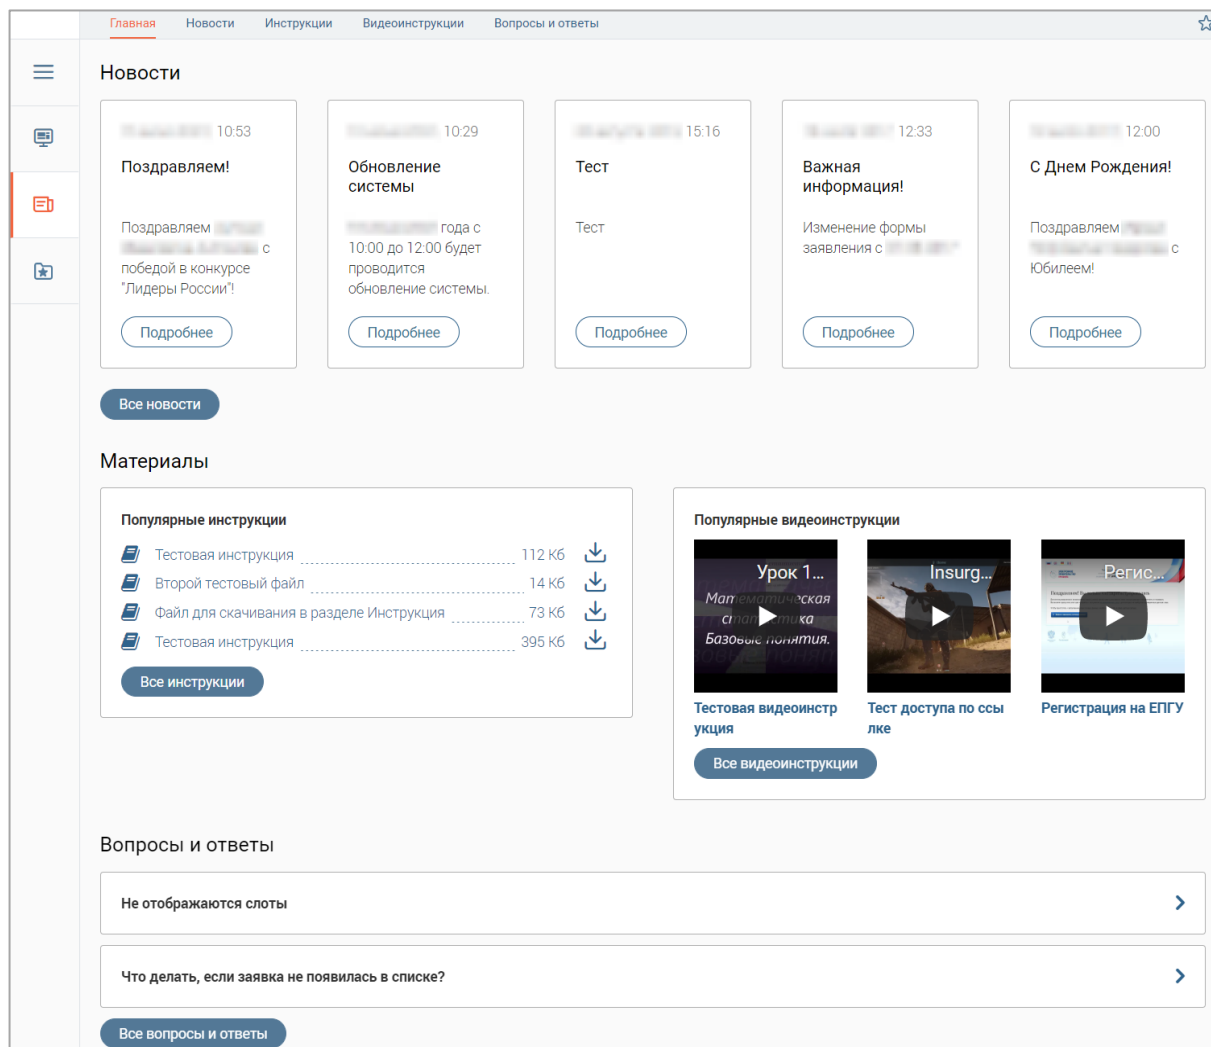 Главная Новости Инструкции Видеоинструкции Вопросы и ответы
Новости
10:53
Поздравляем!
Поздравляем
с
победой в конкурсе
"Лидеры России"!
Подробнее
10:29
Обновление
системы
года с
10:00 до 12:00 будет
проводится
обновление системы.
Подробнее
15:16
Тест
Тест
Подробнее
12:33
Важная
информация!
Изменение формы
заявления с
Подробнее
12:00
С Днем Рождения!
Поздравляем
с
Юбилеем!
Подробнее
Все новости
Материалы
Популярные инструкции
Тестовая инструкция 112 Кб
Второй тестовый файл 14 Кб
Файл для скачивания в разделе Инструкция 73 Кб
Тестовая инструкция 395 Кб
Все инструкции
Популярные видеоинструкции
Урок 1...
Математическая
статистика
Базовые понятия.
Тестовая видеоинстр
укция
Insurg...
Тест доступа по ссы
лке
Регис...
Регистрация на ЕПГУ
Все видеоинструкции
Вопросы и ответы
Не отображаются слоты
Что делать, если заявка не появилась в списке?
Все вопросы и ответы